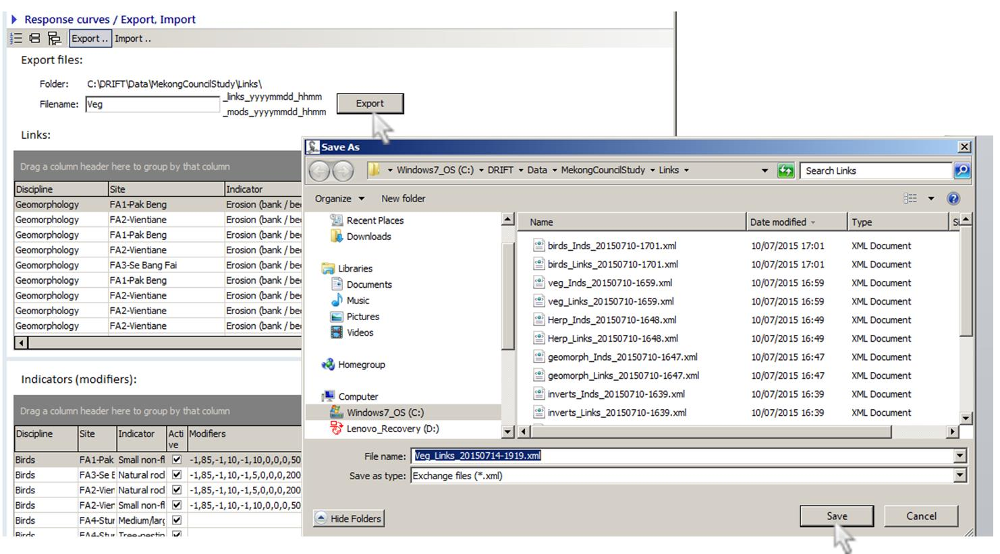 Response curves / Export, Import
Export .. Import ..
Export files:
Folder: C:\DRIFT\Data\MekongCouncilStudy\Links\
Filename: Veg
_links_yyyymmdd_hhmm
_mods_yyyymmdd_hhmm
Export
Links:
Drag a column header here to group by that column
Discipline Site Indicator
Geomorphology FA1-Pak Beng Erosion (bank / be
Geomorphology FA2-Vientiane Erosion (bank / be
Geomorphology FA1-Pak Beng Erosion (bank / be
Geomorphology FA2-Vientiane Erosion (bank / be
Geomorphology FA3-Se Bang Fai Erosion (bank / be
Geomorphology FA1-Pak Beng Erosion (bank / be
Geomorphology FA2-Vientiane Erosion (bank / be
Geomorphology FA2-Vientiane Erosion (bank / be
Geomorphology FA2-Vientiane Erosion (bank / be
Indicators (modifiers):
Drag a column header here to group by that column
Discipline Site Indicator Acti Modifiers
ve
Birds FA1-Pak Small non-fl -1,85,-1,10,-1,10,0,0,0,50
Birds FA3-Se B Natural rocl -1,85,-1,10,-1,5,0,0,0,200
Birds FA2-Vien Natural rocl -1,85,-1,10,-1,5,0,0,0,200
Birds FA2-Vien Small non-fl -1,85,-1,10,-1,10,0,0,0,50
Birds FA4-Stur Medium/larg
Birds FA4-Stur Tree-nestin
Save As
Windows7_OS (C:) DRIFT Data MekongCouncilStudy Links
Search Links
Organize New folder
Recent Places
Downloads
Libraries
Documents
Music
Pictures
Videos
Homegroup
Computer
Windows7_OS (C:)
Lenovo_Recovery (D:)
Name Date modified Type Si
birds_Inds_20150710-1701.xml 10/07/2015 17:01 XML Document
birds_Links_20150710-1701.xml 10/07/2015 17:01 XML Document
veg_Inds_20150710-1659.xml 10/07/2015 16:59 XML Document
veg_Links_20150710-1659.xml 10/07/2015 16:59 XML Document
Herp_Inds_20150710-1648.xml 10/07/2015 16:49 XML Document
Herp_Links_20150710-1648.xml 10/07/2015 16:49 XML Document
geomorph_Inds_20150710-1647.xml 10/07/2015 16:47 XML Document
geomorph_Links_20150710-1647.xml 10/07/2015 16:47 XML Document
inverts_Inds_20150710-1639.xml 10/07/2015 16:39 XML Document
inverts_Links_20150710-1639.xml 10/07/2015 16:39 XML Document
File name: Veg_Links_20150714-1919.xml
Save as type: Exchange files (*.xml)
Hide Folders
Save Cancel